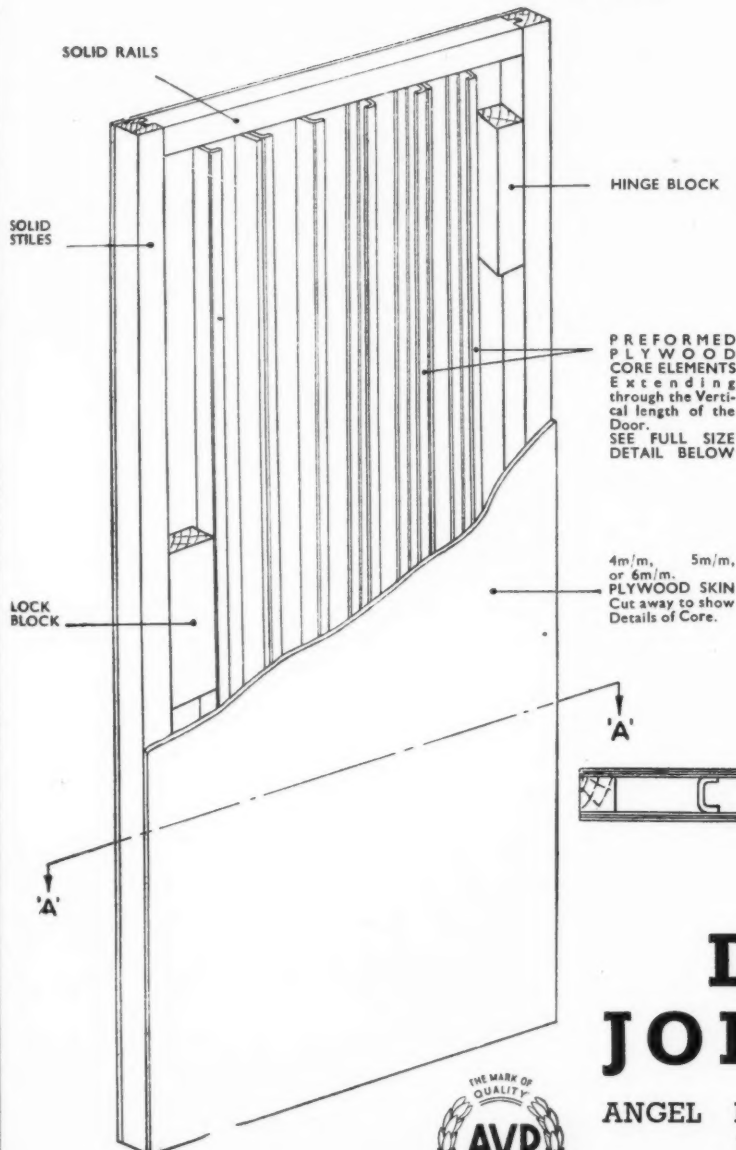 SOLID RAILS
HINGE BLOCK
SOLID
STILES
PREFORMED
PLYWOOD
CORE ELEMENTS
Extending
through the Verti-
cal length of the
Door.
SEE FULL SIZE
DETAIL BELOW
4m/m, 5m/m,
or 6m/m.
PLYWOOD SKIN
Cut away to show
Details of Core.
LOCK
BLOCK
'A'
'A'
THE MARK OF
QUALITY
AVP
ANGEL